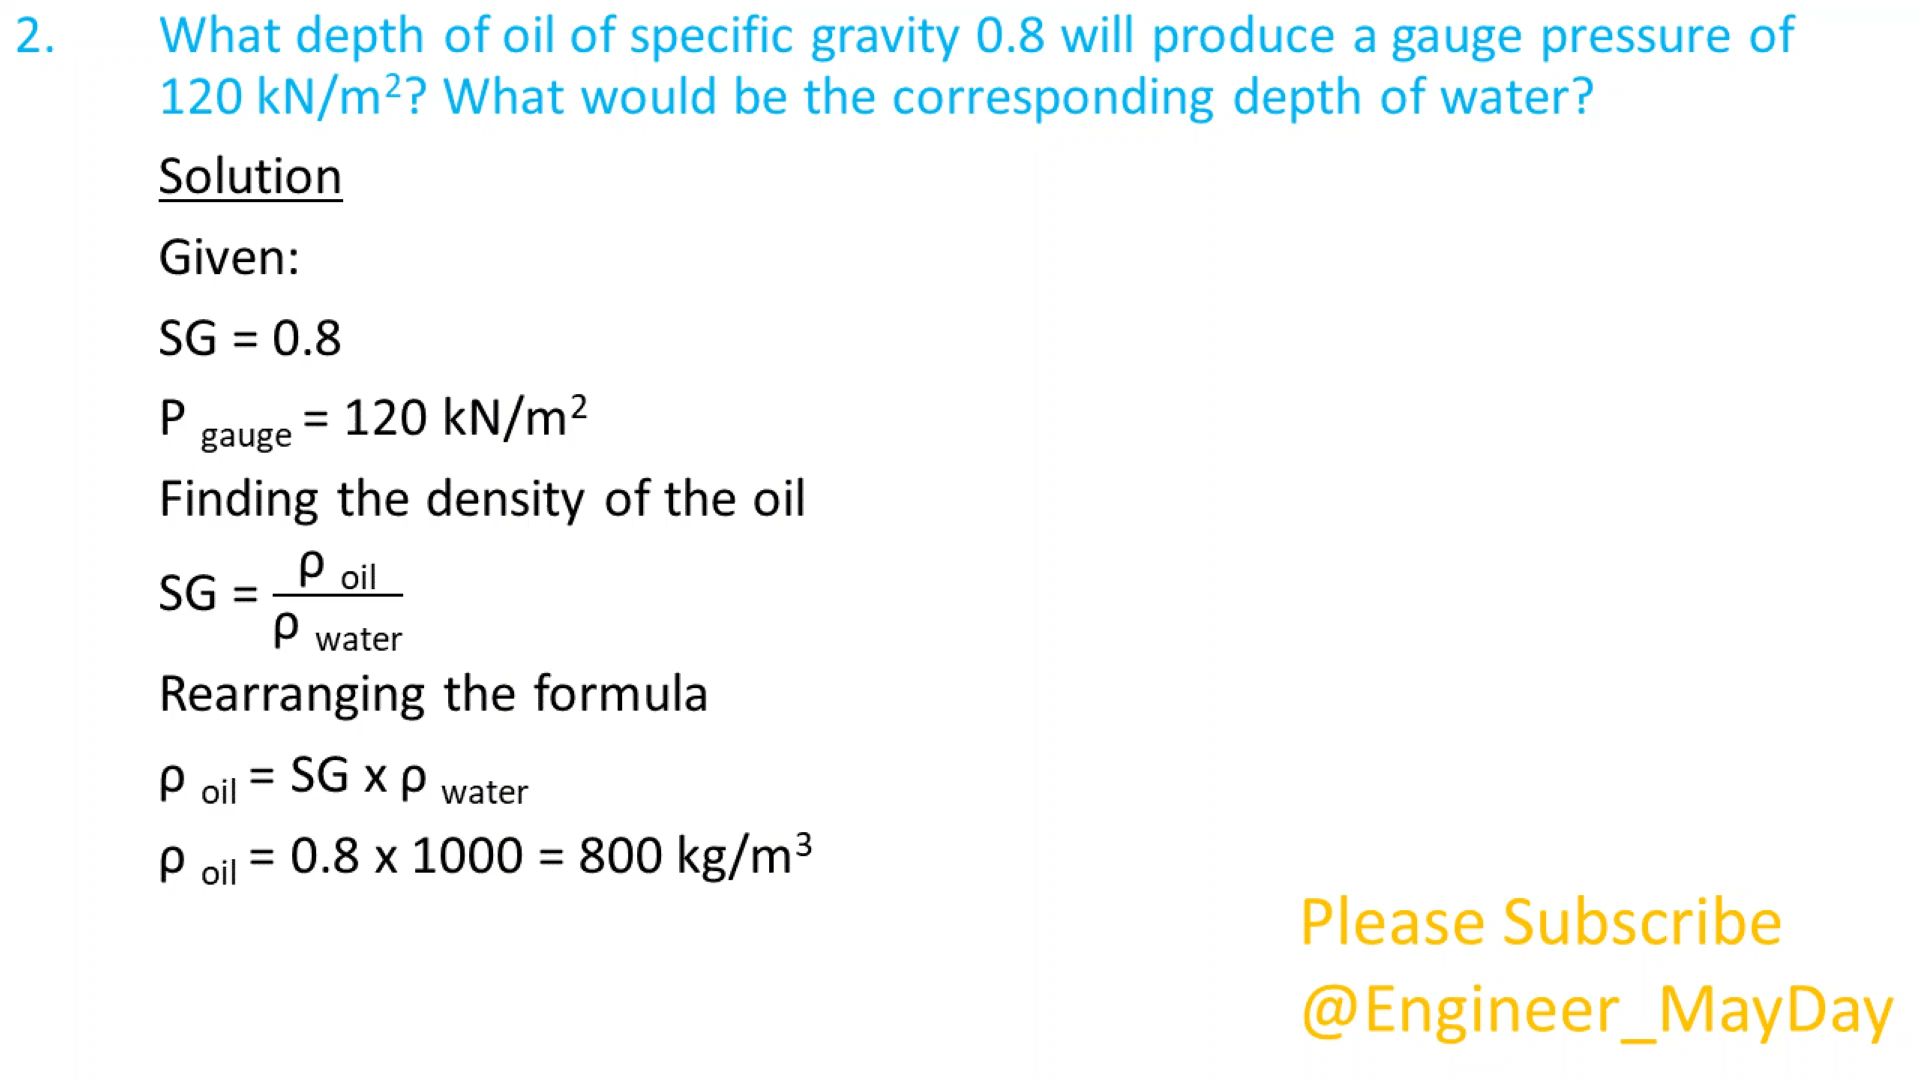 2. What depth of oil of specific gravity 0.8 will produce a gauge pressure of
120 kN/m²? What would be the corresponding depth of water?
Solution
Given:
SG = 0.8
P gauge = 120 kN/m²
Finding the density of the oil
SG = ρ oil / ρ water
Rearranging the formula
ρ oil = SG x ρ water
ρ oil = 0.8 x 1000 = 800 kg/m³
Please Subscribe
@Engineer_MayDay